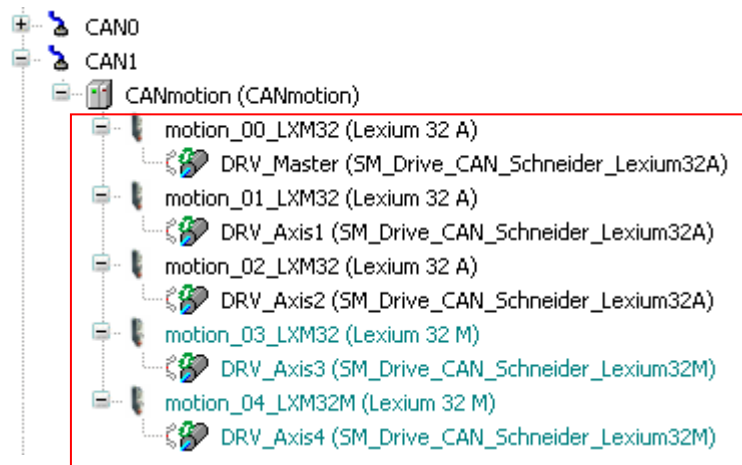 CAN0
CAN1
CANmotion (CANmotion)
motion_00_LXM32 (Lexium 32 A)
DRV_Master (SM_Drive_CAN_Schneider_Lexium32A)
motion_01_LXM32 (Lexium 32 A)
DRV_Axis1 (SM_Drive_CAN_Schneider_Lexium32A)
motion_02_LXM32 (Lexium 32 A)
DRV_Axis2 (SM_Drive_CAN_Schneider_Lexium32A)
motion_03_LXM32 (Lexium 32 M)
DRV_Axis3 (SM_Drive_CAN_Schneider_Lexium32M)
motion_04_LXM32M (Lexium 32 M)
DRV_Axis4 (SM_Drive_CAN_Schneider_Lexium32M)